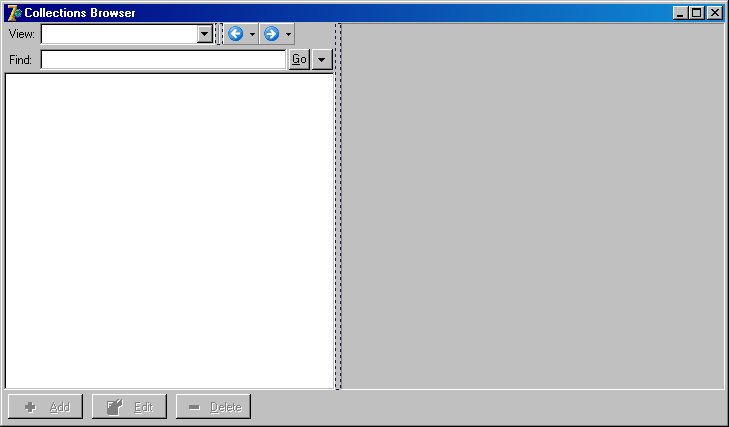 Collections Browser
View:
Find: Go
Add Edit Delete